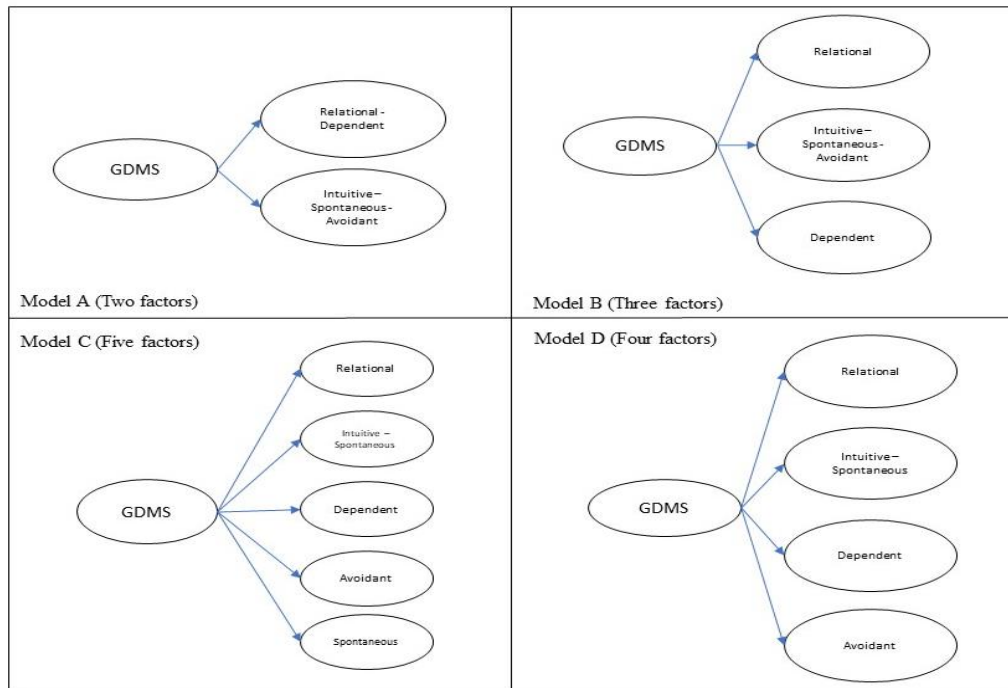 GDMS
Relational -
Dependent
Intuitive –
Spontaneous-
Avoidant
Model A (Two factors)
GDMS
Relational
Intuitive –
Spontaneous-
Avoidant
Dependent
Model B (Three factors)
Model C (Five factors)
GDMS
Relational
Intuitive –
Spontaneous
Dependent
Avoidant
Spontaneous
Model D (Four factors)
GDMS
Relational
Intuitive –
Spontaneous
Dependent
Avoidant